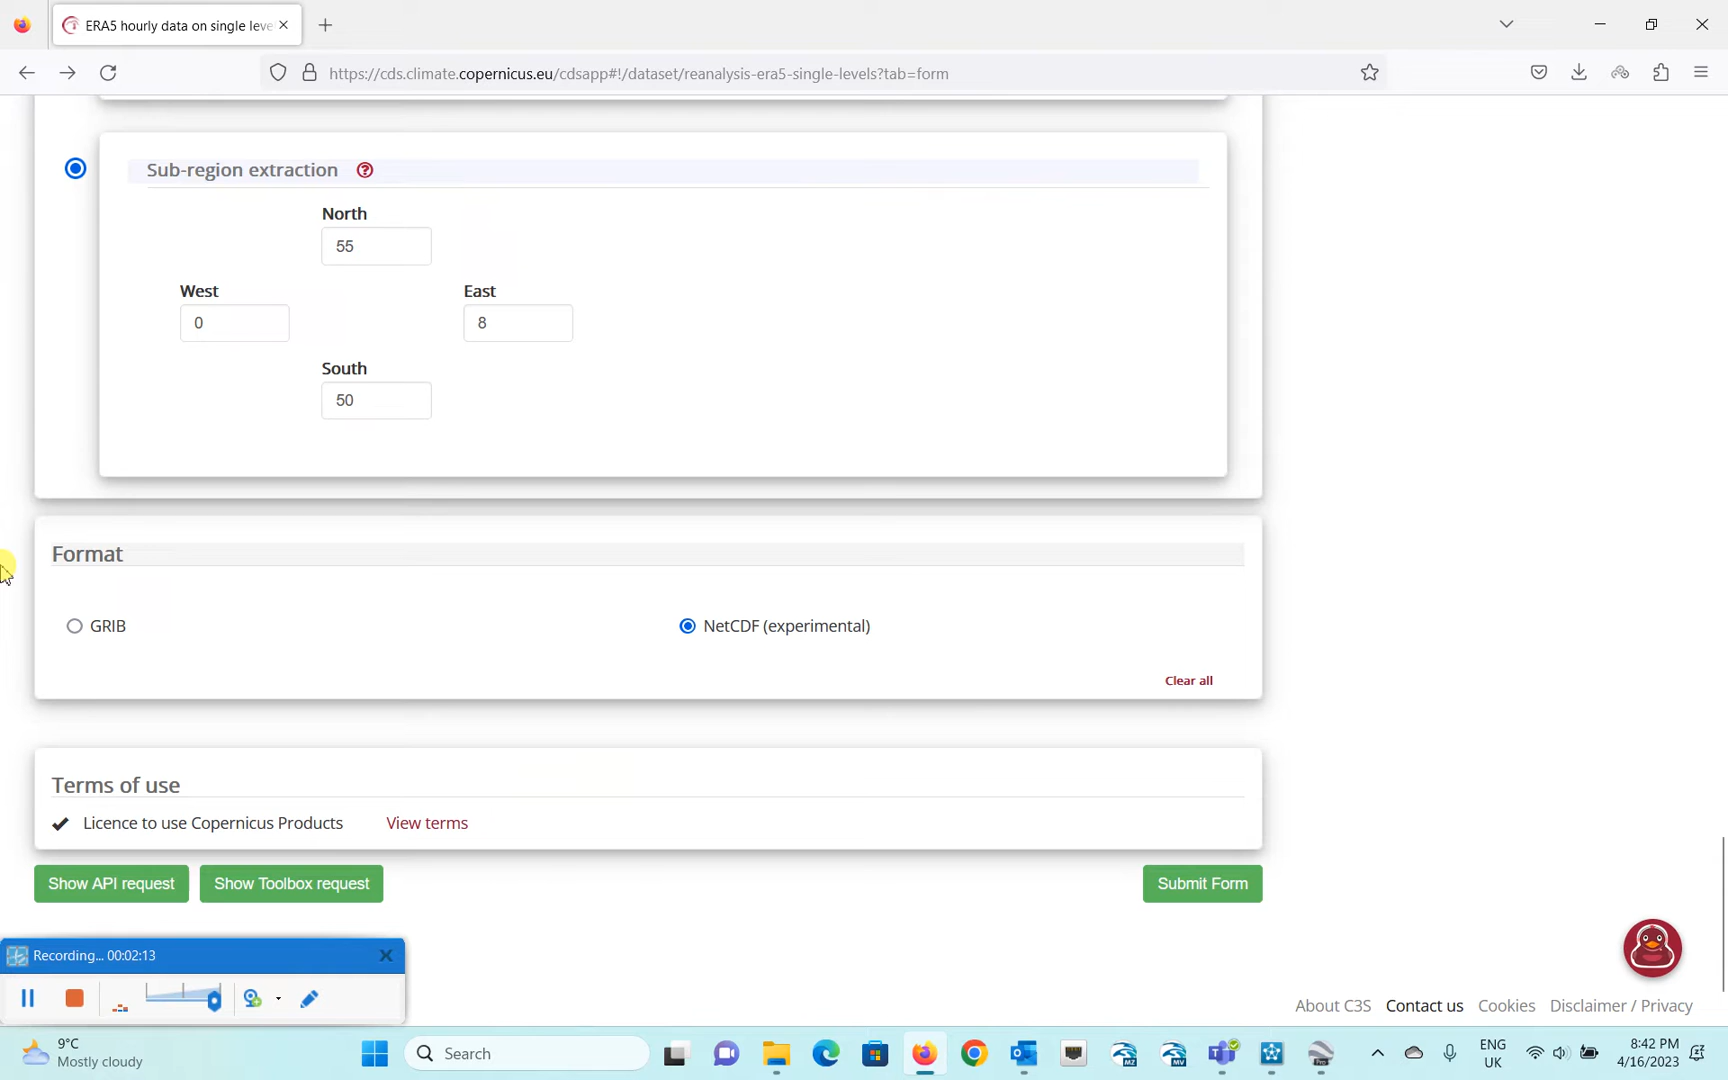 ERA5 hourly data on single leve
https://cds.climate.copernicus.eu/cdsapp#!/dataset/reanalysis-era5-single-levels?tab=form
Sub-region extraction
North
55
West
East
0
8
South
50
Format
GRIB
NetCDF (experimental)
Clear all
Terms of use
Licence to use Copernicus Products
View terms
Show API request
Show Toolbox request
Submit Form
Recording... 00:02:13
About C3S
Contact us
Cookies
Disclaimer / Privacy
9°C
Mostly cloudy
Search
ENG
UK
8:42 PM
4/16/2023